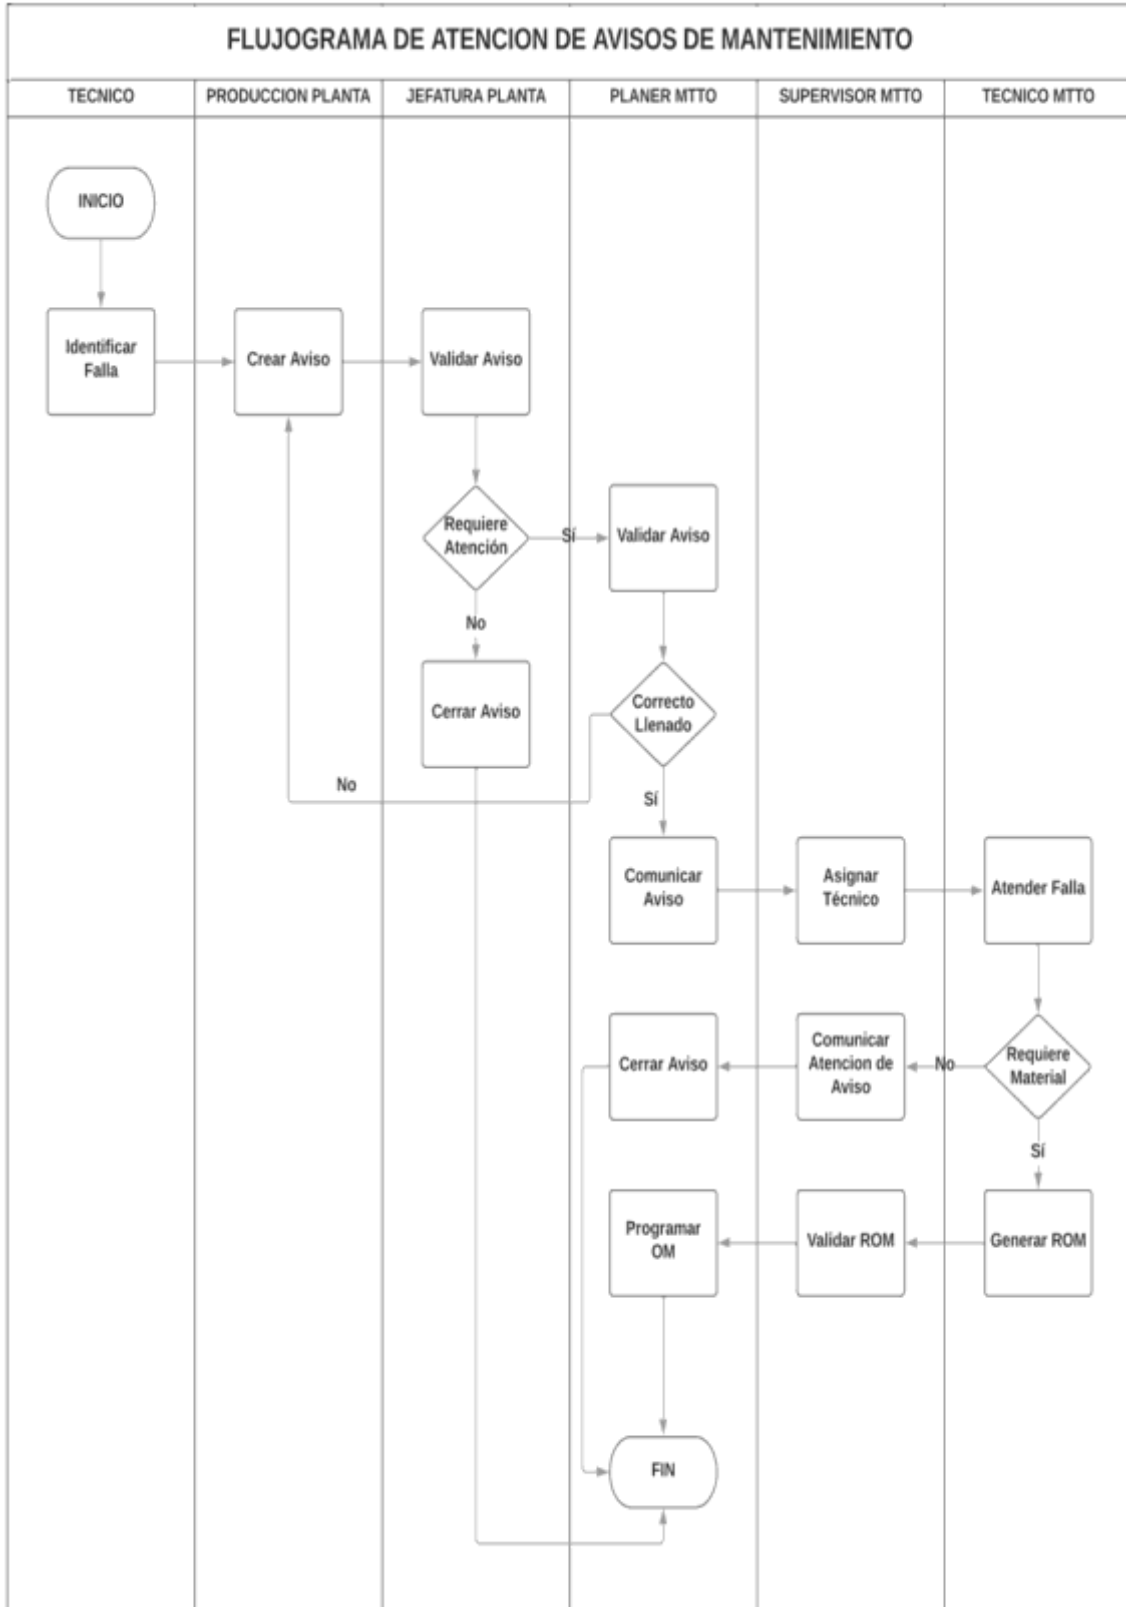 FLUJOGRAMA DE ATENCION DE AVISOS DE MANTENIMIENTO
TECNICO
PRODUCCION PLANTA
JEFATURA PLANTA
PLANER MTTO
SUPERVISOR MTTO
TECNICO MTTO
INICIO
Identificar
Falla
Crear Aviso
Validar Aviso
Requiere
Atención
Sí
Validar Aviso
No
Cerrar Aviso
Correcto
Llenado
No
Sí
Comunicar
Aviso
Asignar
Técnico
Atender Falla
Requiere
Material
No
Comunicar
Atencion de
Aviso
Cerrar Aviso
Sí
Generar ROM
Validar ROM
Programar
OM
FIN